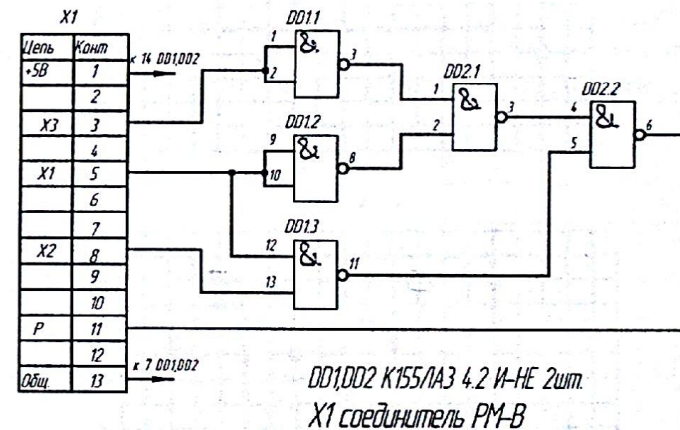 X1
Цепь Конт
+5В 1 к 14 DD1,DD2
2
X3 3
4
X1 5
6
7
X2 8
9
10
Р 11
12
Общ. 13 к 7 DD1,DD2
DD1.1
1 & 3
2
DD1.2
9 & 8
10
DD1.3
12 & 11
13
DD2.1
1 & 3
2
DD2.2
4 & 6
5
DD1,DD2 К155ЛА3 4.2 И-НЕ 2шт.
X1 соединитель РМ-В